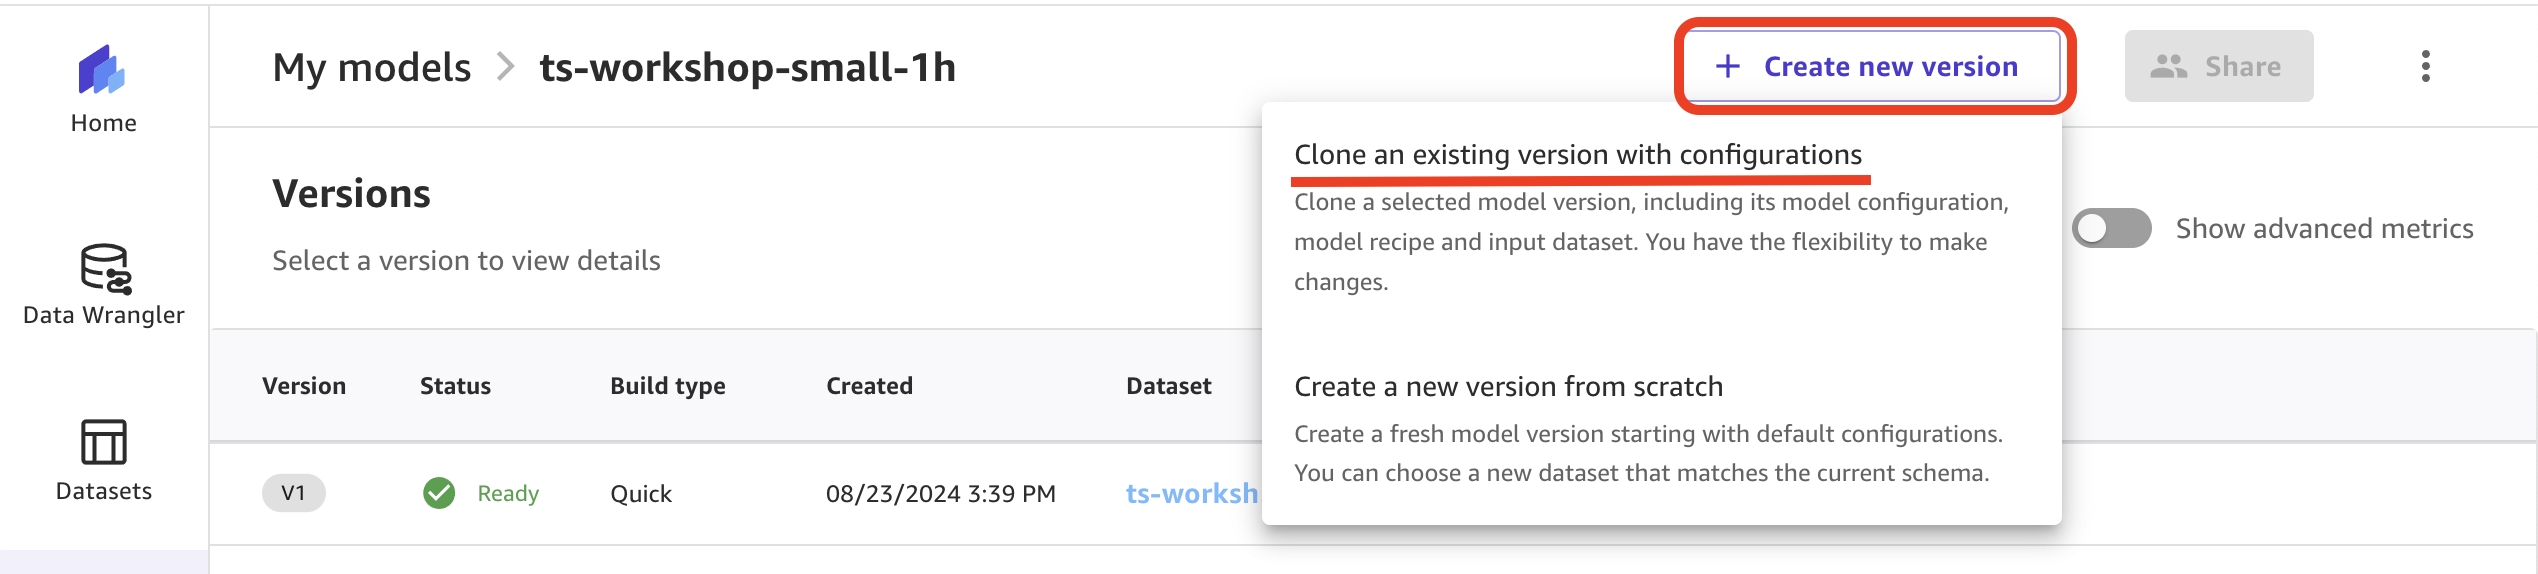 Home
Data Wrangler
Datasets
My models > ts-workshop-small-1h
+ Create new version
Share
Versions
Select a version to view details
Clone an existing version with configurations
Clone a selected model version, including its model configuration,
model recipe and input dataset. You have the flexibility to make
changes.
Create a new version from scratch
Create a fresh model version starting with default configurations.
You can choose a new dataset that matches the current schema.
Show advanced metrics
Version Status Build type Created Dataset
V1 Ready Quick 08/23/2024 3:39 PM ts-worksh